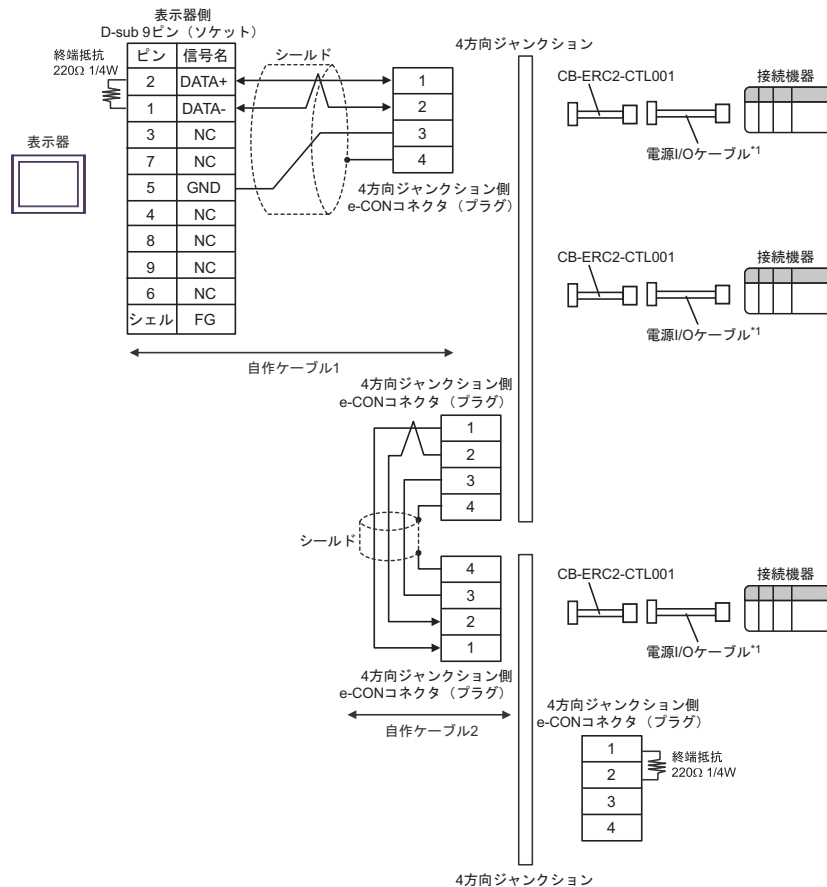 表示器側
D-sub 9ピン（ソケット）
終端抵抗
220Ω 1/4W
ピン 信号名
2 DATA+
1 DATA-
3 NC
7 NC
5 GND
4 NC
8 NC
9 NC
6 NC
シェル FG
表示器
シールド
1
2
3
4
4方向ジャンクション側
e-CONコネクタ（プラグ）
自作ケーブル1
4方向ジャンクション
CB-ERC2-CTL001
接続機器
電源I/Oケーブル*1
CB-ERC2-CTL001
接続機器
電源I/Oケーブル*1
4方向ジャンクション側
e-CONコネクタ（プラグ）
1
2
3
4
シールド
4
3
2
1
4方向ジャンクション側
e-CONコネクタ（プラグ）
自作ケーブル2
CB-ERC2-CTL001
接続機器
電源I/Oケーブル*1
4方向ジャンクション側
e-CONコネクタ（プラグ）
1
2
3
4
終端抵抗
220Ω 1/4W
4方向ジャンクション